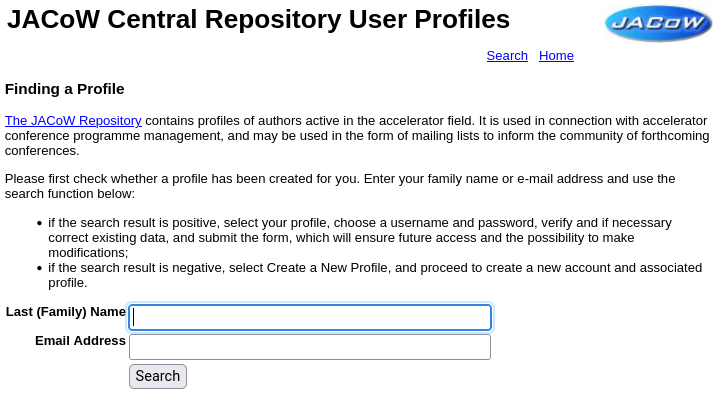 JACoW Central Repository User Profiles
JACoW
Search Home
Finding a Profile
The JACoW Repository contains profiles of authors active in the accelerator field. It is used in connection with accelerator
conference programme management, and may be used in the form of mailing lists to inform the community of forthcoming
conferences.
Please first check whether a profile has been created for you. Enter your family name or e-mail address and use the
search function below:
• if the search result is positive, select your profile, choose a username and password, verify and if necessary
correct existing data, and submit the form, which will ensure future access and the possibility to make
modifications;
• if the search result is negative, select Create a New Profile, and proceed to create a new account and associated
profile.
Last (Family) Name
Email Address
Search